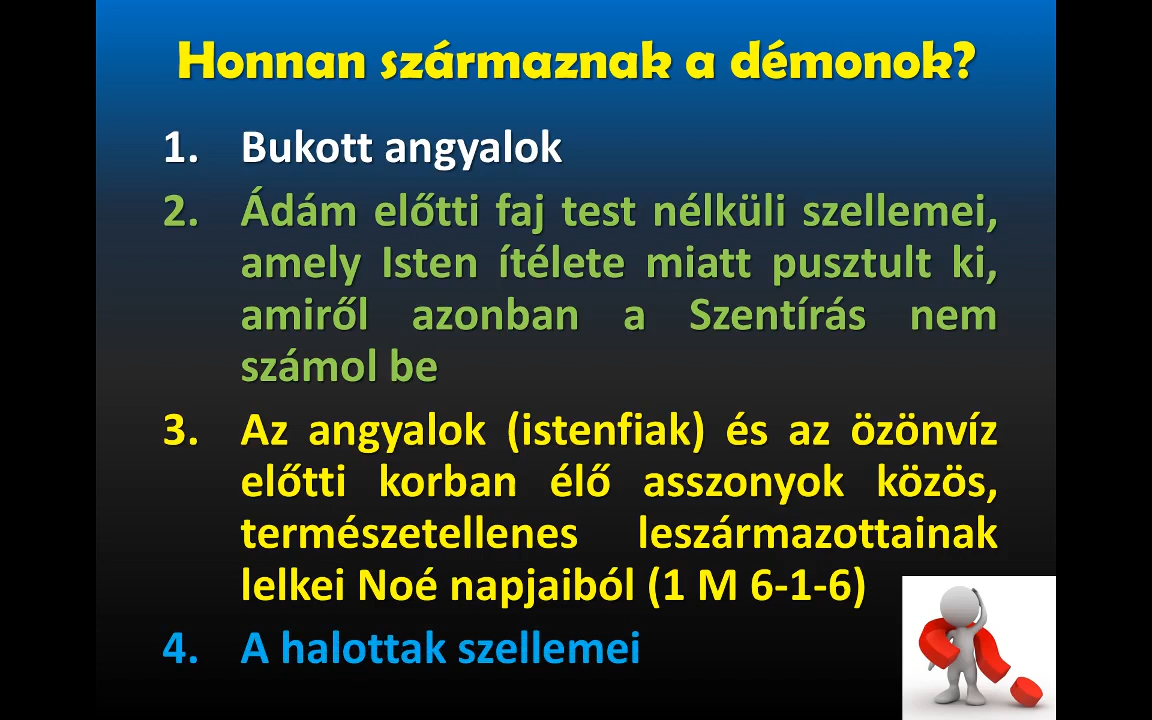 Honnan származnak a démonok?
1. Bukott angyalok
2. Ádám előtti faj test nélküli szellemei,
amely Isten ítélete miatt pusztult ki,
amiről azonban a Szentírás nem
számol be
3. Az angyalok (istenfiak) és az özönvíz
előtti korban élő asszonyok közös,
természetellenes leszármazottainak
lelkei Noé napjaiból (1 M 6-1-6)
4. A halottak szellemei